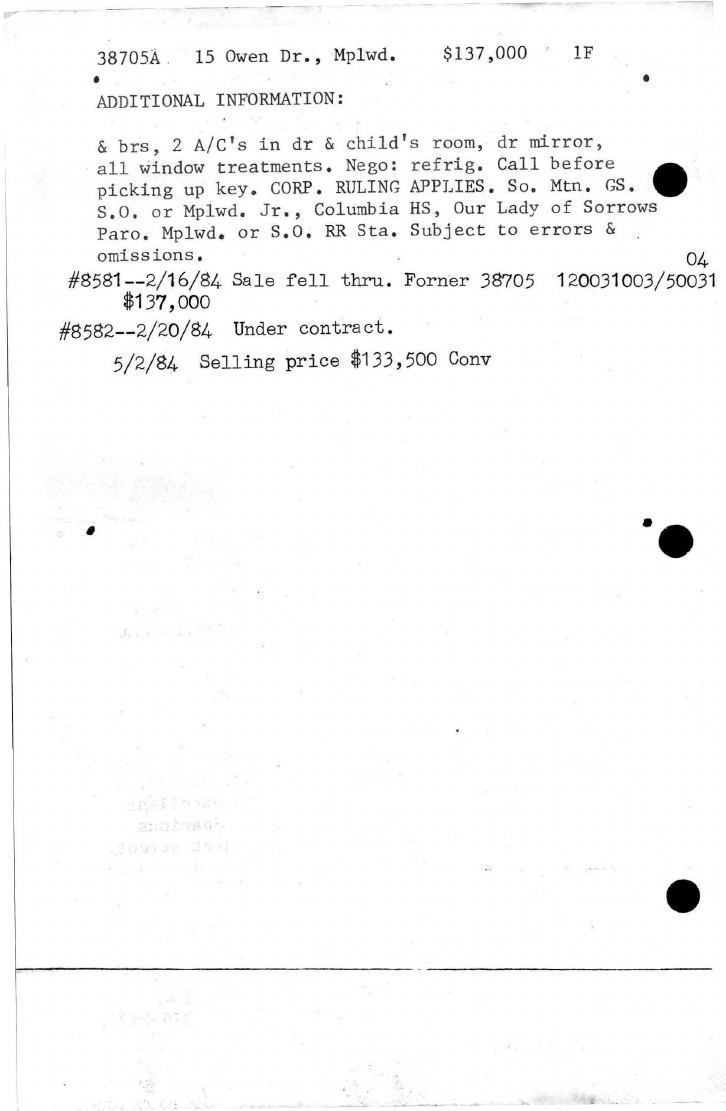 38705A 15 Owen Dr., Mplwd. $137,000 1F
ADDITIONAL INFORMATION:
& brs, 2 A/C's in dr & child's room, dr mirror,
all window treatments. Nego: refrig. Call before
picking up key. CORP. RULING APPLIES. So. Mtn. GS.
S.O. or Mplwd. Jr., Columbia HS, Our Lady of Sorrows
Paro. Mplwd. or S.O. RR Sta. Subject to errors &
omissions.
04
#8581--2/16/84 Sale fell thru. Forner 38705 120031003/50031
$137,000
#8582--2/20/84 Under contract.
5/2/84 Selling price $133,500 Conv